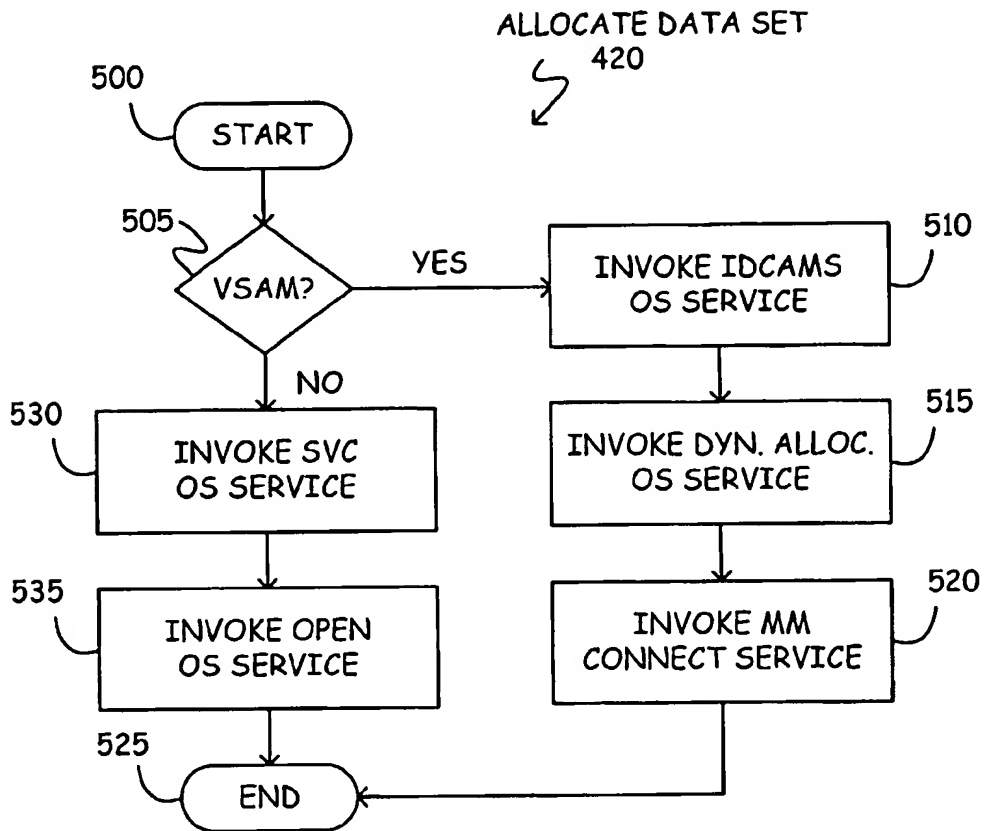 ALLOCATE DATA SET
420
500
START
505
VSAM?
YES
510
INVOKE IDCAMS
OS SERVICE
NO
530
INVOKE SVC
OS SERVICE
515
INVOKE DYN. ALLOC.
OS SERVICE
535
INVOKE OPEN
OS SERVICE
520
INVOKE MM
CONNECT SERVICE
525
END